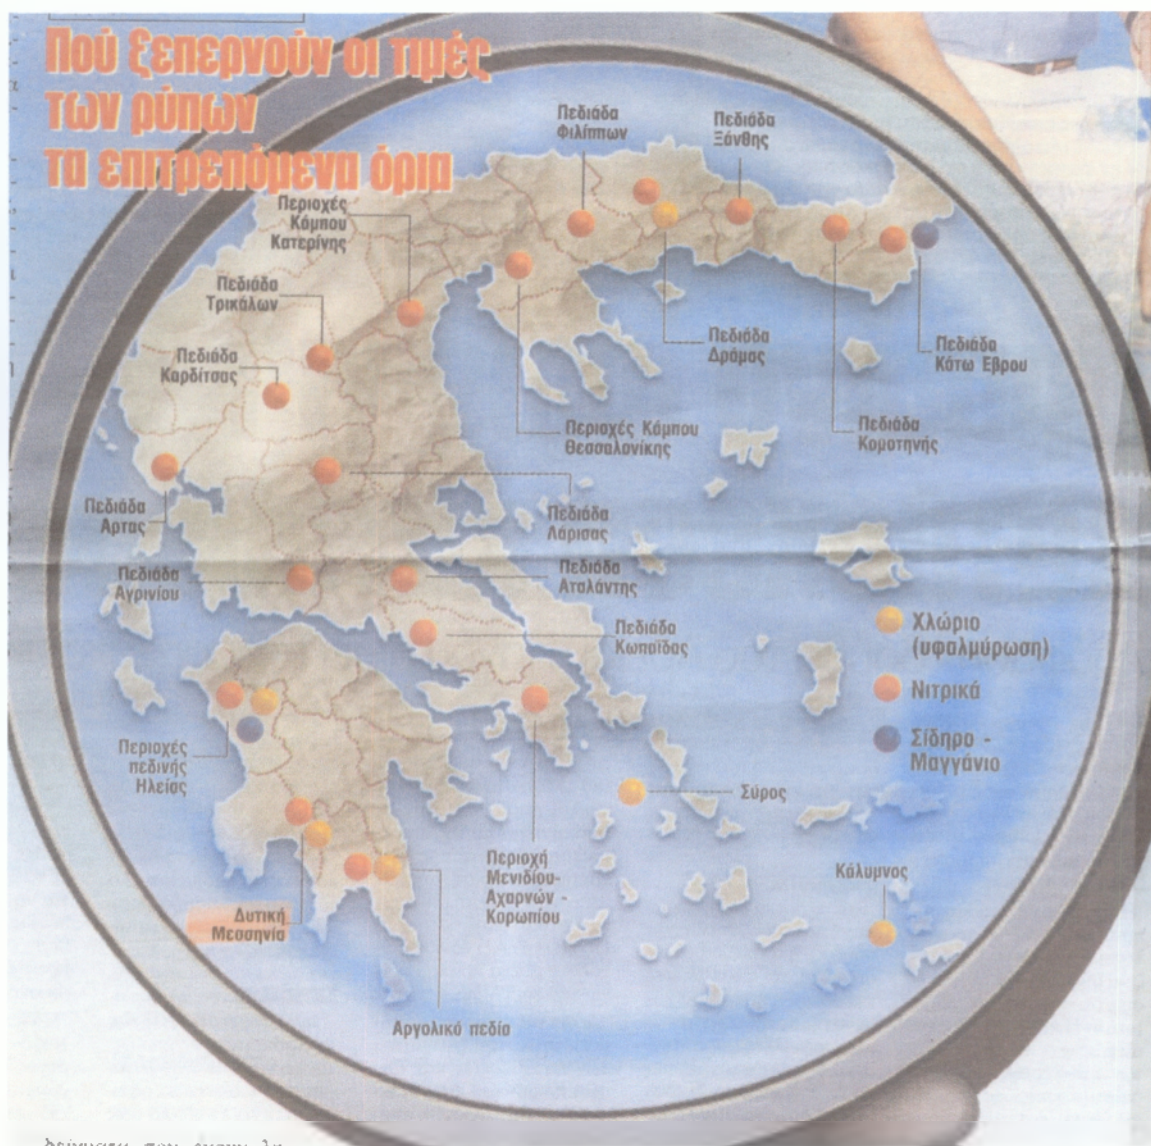 Πού ξεπερνούν οι τιμές
των ρύπων
τα επιτρεπόμενα όρια
Πεδιάδα
Φιλίππων
Πεδιάδα
Ξάνθης
Περιοχές
Κάμπου
Κατερίνης
Πεδιάδα
Τρικάλων
Πεδιάδα
Καρδίτσας
Πεδιάδα
Δράμας
Πεδιάδα
Κάτω Εβρου
Περιοχές Κάμπου
Θεσσαλονίκης
Πεδιάδα
Κομοτηνής
Πεδιάδα
Αρτας
Πεδιάδα
Λάρισας
Πεδιάδα
Αγρινίου
Πεδιάδα
Αταλάντης
Πεδιάδα
Κωπαΐδας
Χλώριο
(υφαλμύρωση)
Νιτρικά
Σίδηρο -
Μαγγάνιο
Περιοχές
πεδινής
Ηλείας
Σύρος
Περιοχή
Μενιδίου-
Αχαρνών -
Κορωπίου
Κάλυμνος
Δυτική
Μεσσηνία
Αργολικό πεδίο